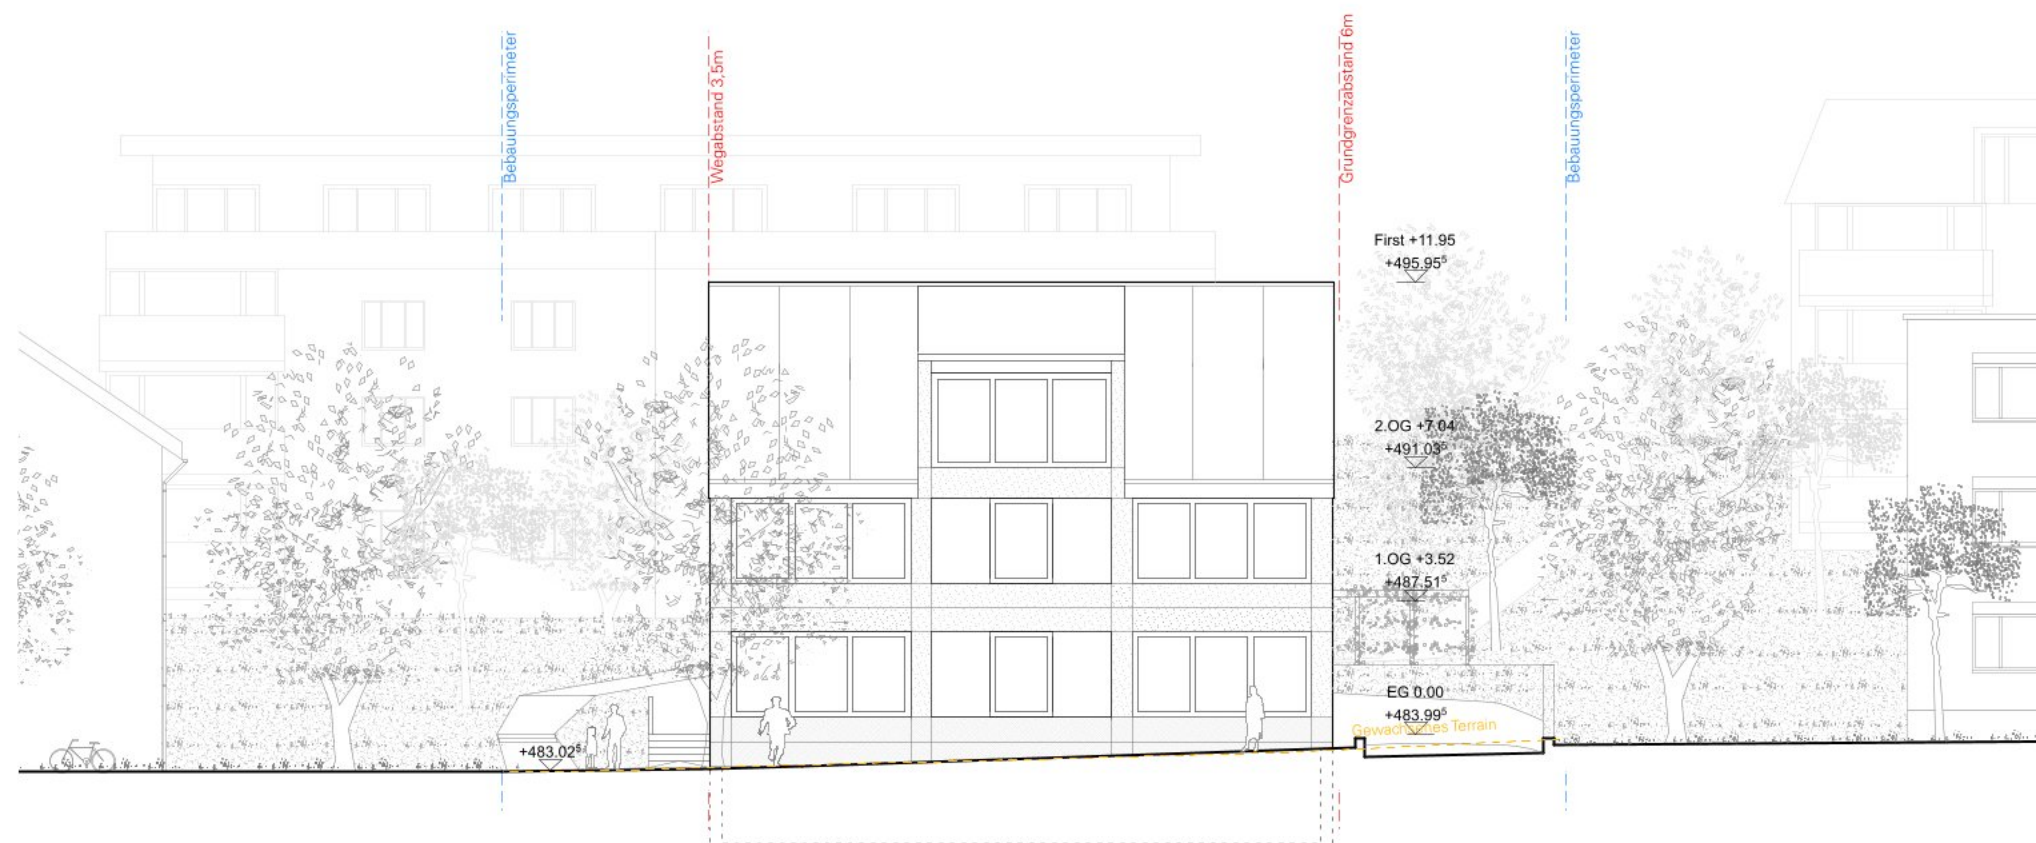 Bebauungsperimeter
Wegabstand 3,5m
Grundgrenzabstand 6m
Bebauungsperimeter
First +11.95
+495.95⁵
2.OG +7.04
+491.03⁵
1.OG +3.52
+487.51⁵
EG 0.00
+483.99⁵
Gewachsenes Terrain
+483.02⁵